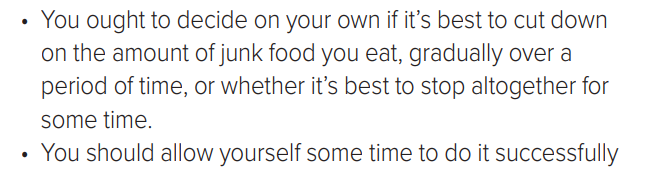 • You ought to decide on your own if it's best to cut down
on the amount of junk food you eat, gradually over a
period of time, or whether it's best to stop altogether for
some time.
• You should allow yourself some time to do it successfully